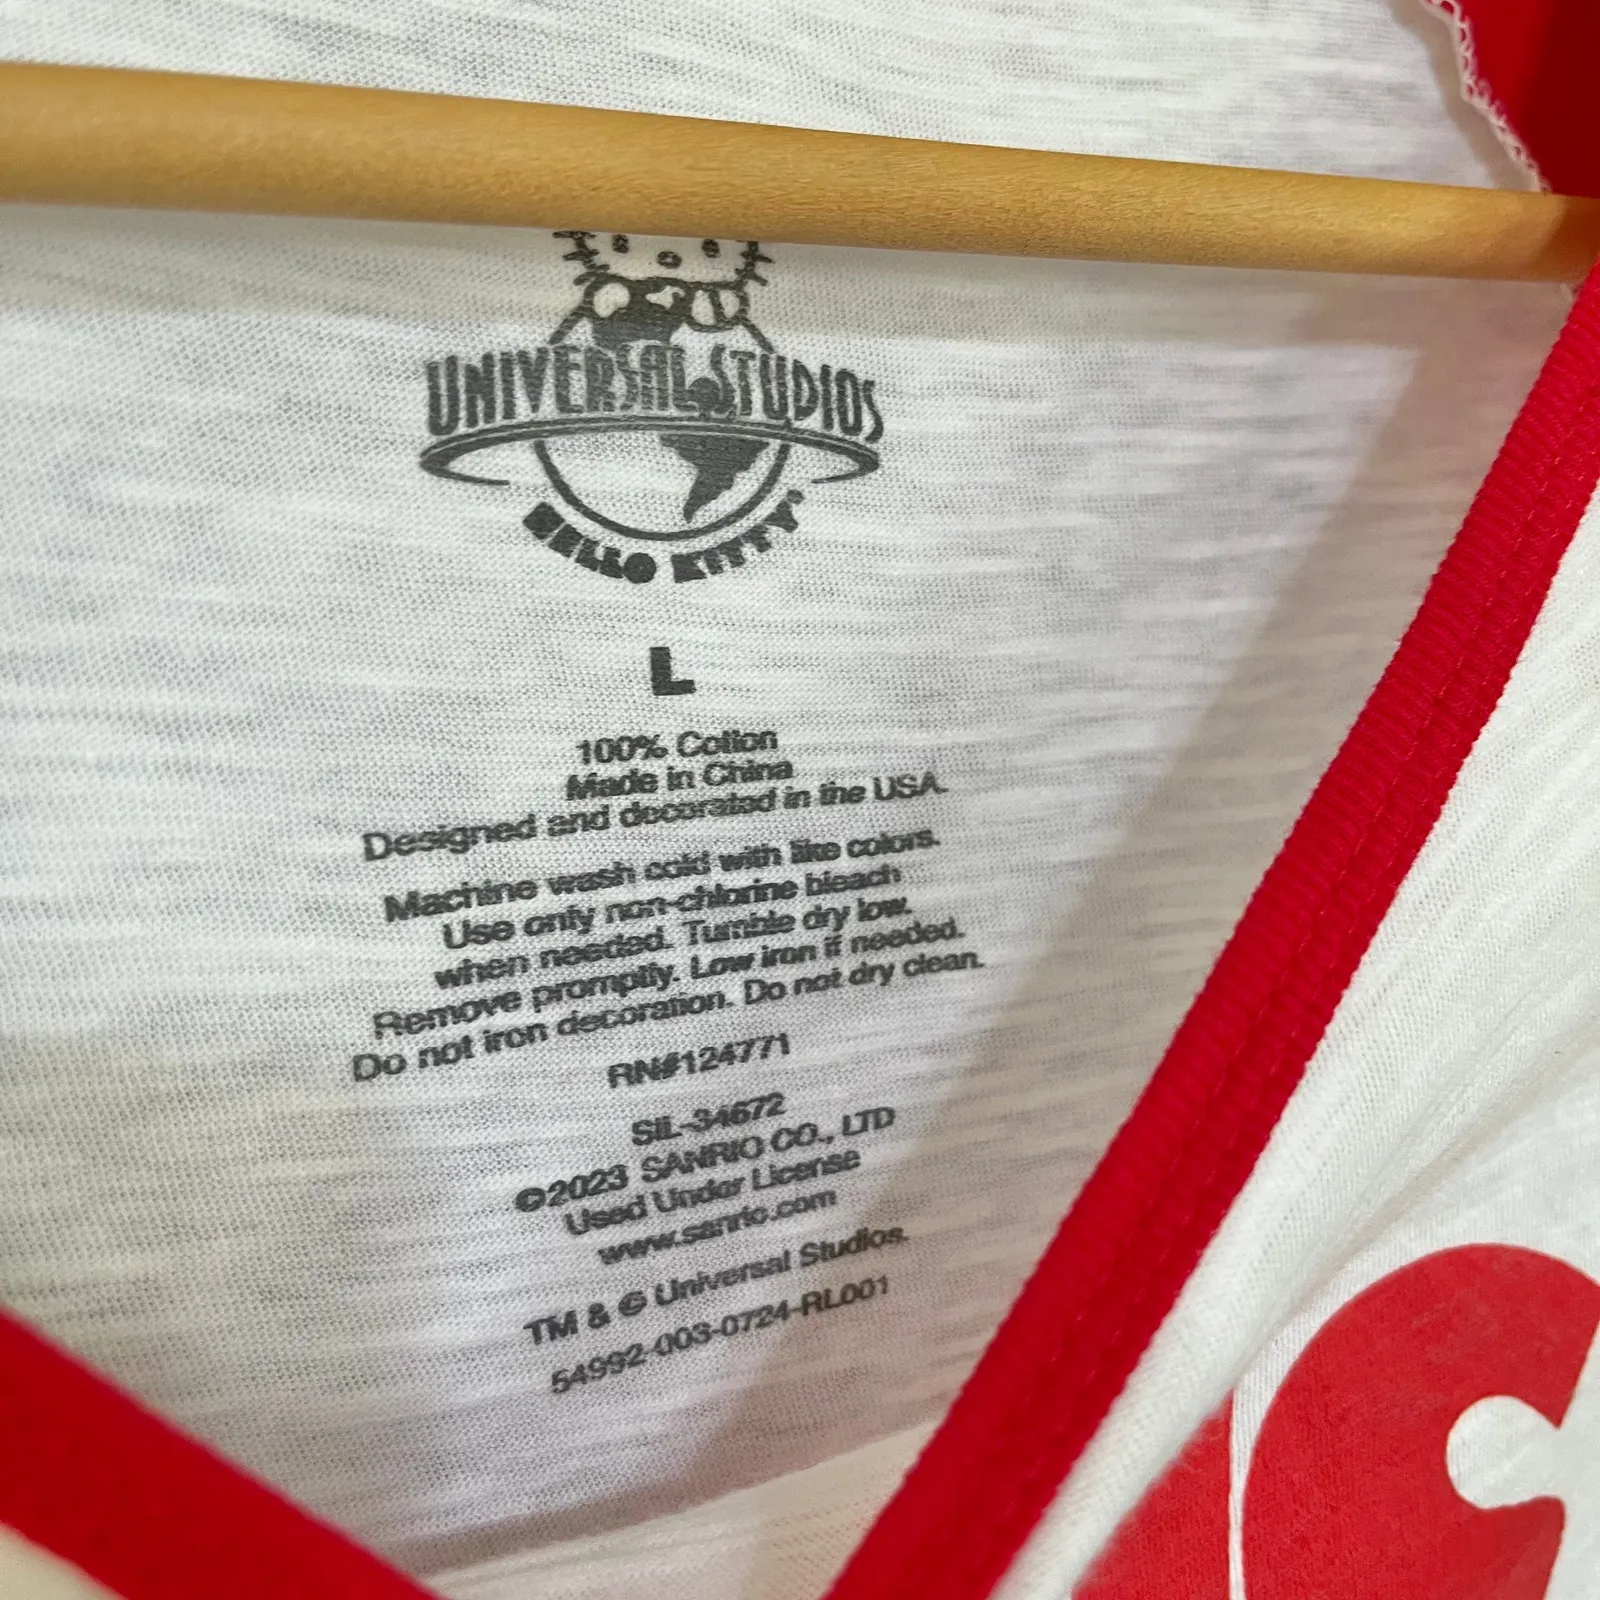 UNIVERSAL STUDIOS
HELLO KITTY®
L
100% Cotton
Made in China
Designed and decorated in the USA.
Machine wash cold with like colors.
Use only non-chlorine bleach
when needed. Tumble dry low.
Remove promptly. Low iron if needed.
Do not iron decoration. Do not dry clean.
RN#124771
SIL-34672
©2023 SANRIO CO., LTD
Used Under License
www.sanrio.com
TM & © Universal Studios.
54992-003-0724-RL001